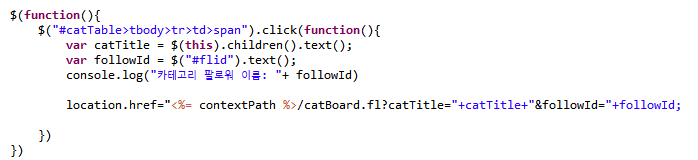 $(function(){
    $("#catTable>tbody>tr>td>span").click(function(){
        var catTitle = $(this).children().text();
        var followId = $("#flid").text();
        console.log("카테고리 팔로워 이름: "+ followId)
        location.href="<%= contextPath %>/catBoard.fl?catTitle="+catTitle+"&followId="+followId;
    })
})